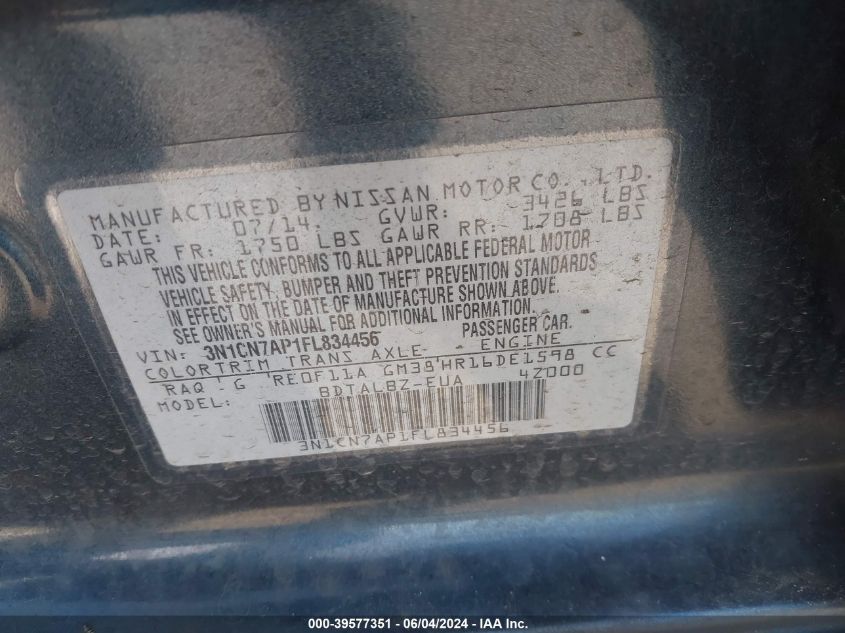 MANUFACTURED BY NISSAN MOTOR CO., LTD.
DATE: 07/14 GVWR: 3426 LBS
GAWR FR: 1750 LBS GAWR RR: 1708 LBS
THIS VEHICLE CONFORMS TO ALL APPLICABLE FEDERAL MOTOR
VEHICLE SAFETY, BUMPER AND THEFT PREVENTION STANDARDS
IN EFFECT ON THE DATE OF MANUFACTURE SHOWN ABOVE.
SEE OWNER'S MANUAL FOR ADDITIONAL INFORMATION.
VIN: 3N1CN7AP1FL834456 PASSENGER CAR.
COLOR TRIM TRANS AXLE ENGINE
RAQ G RE0F11A GM38 HR16DE1598 CC
MODEL: BDTALBZ-EUA 4Z000
3N1CN7AP1FL834456
000-39577351 - 06/04/2024 - IAA Inc.